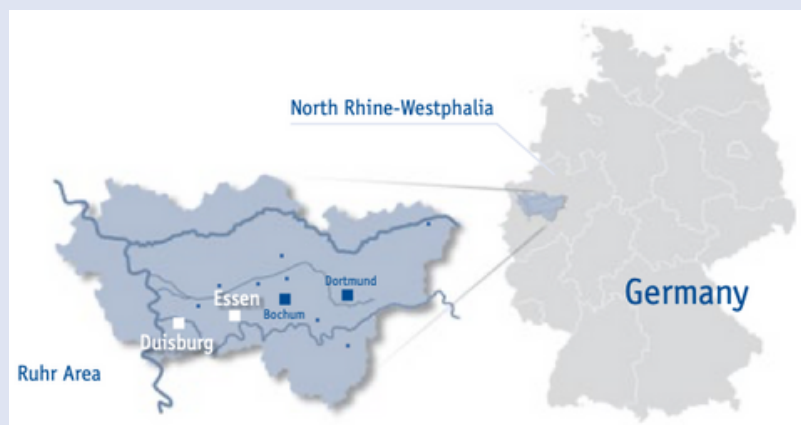 North Rhine-Westphalia
Germany
Dortmund
Essen
Bochum
Duisburg
Ruhr Area